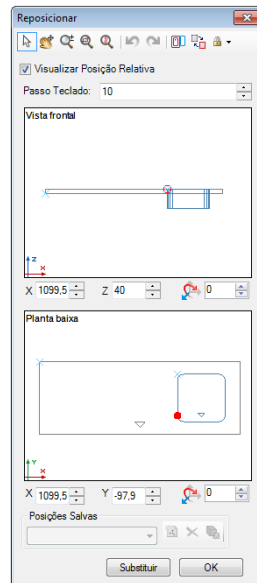 Reposicionar
Visualizar Posição Relativa
Passo Teclado: 10
Vista frontal
Z
X
X 1099,5 Z 40 0
Planta baixa
Y
X
X 1099,5 Y -97,9 0
Posições Salvas
Substituir OK